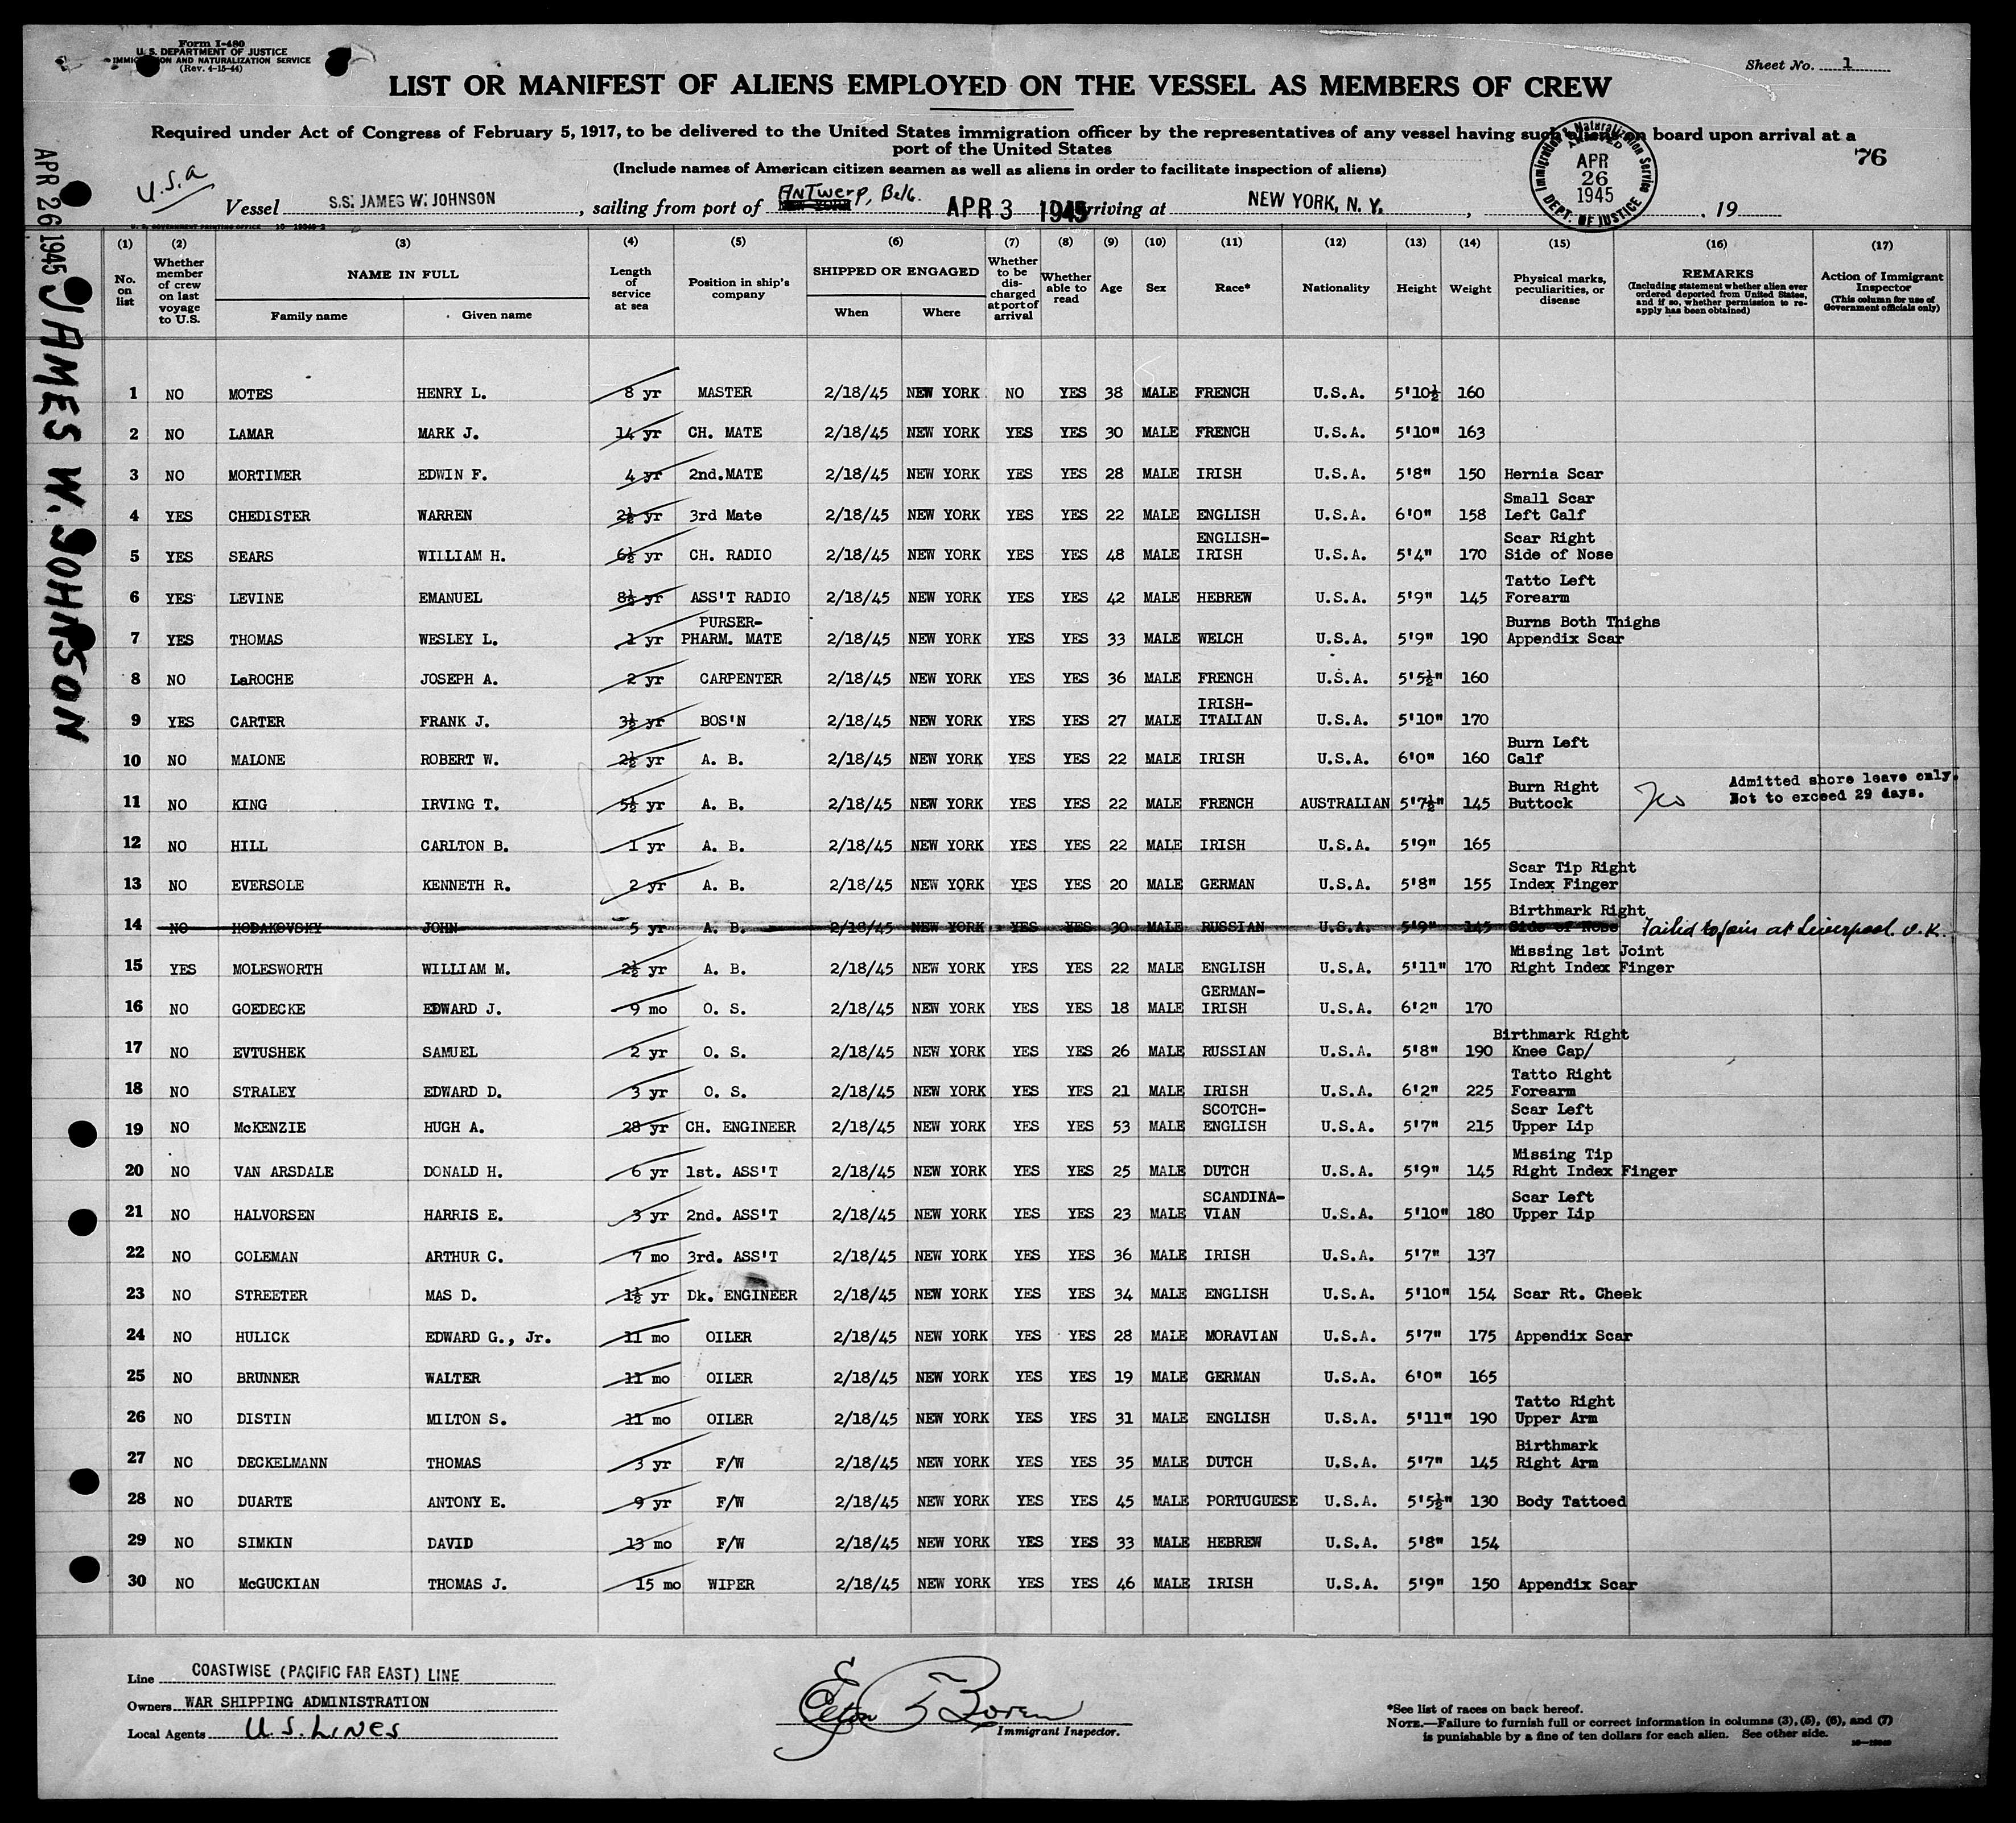 Form I-480
U. S. DEPARTMENT OF JUSTICE
IMMIGRATION AND NATURALIZATION SERVICE
(Rev. 4-15-44)
Sheet No. 1
LIST OR MANIFEST OF ALIENS EMPLOYED ON THE VESSEL AS MEMBERS OF CREW
Required under Act of Congress of February 5, 1917, to be delivered to the United States immigration officer by the representatives of any vessel having such aliens on board upon arrival at a
port of the United States
(Include names of American citizen seamen as well as aliens in order to facilitate inspection of aliens)
76
Immigration & Naturalization Service ARRIVED APR 26 1945 DEPT. OF JUSTICE
U.S.A
Vessel S.S. JAMES W. JOHNSON, sailing from port of NEW YORK ANTwerp, Belg. APR 3 1945 arriving at NEW YORK, N. Y., 19
APR 26 1945 JAMES W. JOHNSON
U. S. GOVERNMENT PRINTING OFFICE
(1) (2) (3) (4) (5) (6) (7) (8) (9) (10) (11) (12) (13) (14) (15) (16) (17)
No. on list
Whether member of crew on last voyage to U.S.
NAME IN FULL
Family name
Given name
Length of service at sea
Position in ship's company
SHIPPED OR ENGAGED
When
Where
Whether to be discharged at port of arrival
Whether able to read
Age
Sex
Race*
Nationality
Height
Weight
Physical marks, peculiarities, or disease
REMARKS
(Including statement whether alien ever ordered deported from United States, and if so, whether permission to reapply has been obtained)
Action of Immigrant Inspector
(This column for use of Government officials only)
1 NO MOTES HENRY L. 8 yr MASTER 2/18/45 NEW YORK NO YES 38 MALE FRENCH U.S.A. 5'10½ 160
2 NO LAMAR MARK J. 14 yr CH. MATE 2/18/45 NEW YORK YES YES 30 MALE FRENCH U.S.A. 5'10" 163
3 NO MORTIMER EDWIN F. 4 yr 2nd.MATE 2/18/45 NEW YORK YES YES 28 MALE IRISH U.S.A. 5'8" 150 Hernia Scar
4 YES CHEDISTER WARREN 2½ yr 3rd Mate 2/18/45 NEW YORK YES YES 22 MALE ENGLISH U.S.A. 6'0" 158 Small Scar Left Calf
5 YES SEARS WILLIAM H. 6½ yr CH. RADIO 2/18/45 NEW YORK YES YES 48 MALE ENGLISH-IRISH U.S.A. 5'4" 170 Scar Right Side of Nose
6 YES LEVINE EMANUEL 8½ yr ASS'T RADIO 2/18/45 NEW YORK YES YES 42 MALE HEBREW U.S.A. 5'9" 145 Tatto Left Forearm
7 YES THOMAS WESLEY L. 1 yr PURSER-PHARM. MATE 2/18/45 NEW YORK YES YES 33 MALE WELCH U.S.A. 5'9" 190 Burns Both Thighs Appendix Scar
8 NO LaROCHE JOSEPH A. 2 yr CARPENTER 2/18/45 NEW YORK YES YES 36 MALE FRENCH U.S.A. 5'5½" 160
9 YES CARTER FRANK J. 3½ yr BOS'N 2/18/45 NEW YORK YES YES 27 MALE IRISH-ITALIAN U.S.A. 5'10" 170
10 NO MALONE ROBERT W. 2½ yr A. B. 2/18/45 NEW YORK YES YES 22 MALE IRISH U.S.A. 6'0" 160 Burn Left Calf
11 NO KING IRVING T. 5½ yr A. B. 2/18/45 NEW YORK YES YES 22 MALE FRENCH AUSTRALIAN 5'7½" 145 Burn Right Buttock Admitted shore leave only. Not to exceed 29 days.
12 NO HILL CARLTON B. 1 yr A. B. 2/18/45 NEW YORK YES YES 22 MALE IRISH U.S.A. 5'9" 165
13 NO EVERSOLE KENNETH R. 2 yr A. B. 2/18/45 NEW YORK YES YES 20 MALE GERMAN U.S.A. 5'8" 155 Scar Tip Right Index Finger
14 NO HODAKOVSKY JOHN 5 yr A. B. 2/18/45 NEW YORK YES YES 30 MALE RUSSIAN U.S.A. 5'9" 145 Birthmark Right Side of Nose Failed to join at Liverpool. U.K.
15 YES MOLESWORTH WILLIAM M. 2½ yr A. B. 2/18/45 NEW YORK YES YES 22 MALE ENGLISH U.S.A. 5'11" 170 Missing 1st Joint Right Index Finger
16 NO GOEDECKE EDWARD J. 9 mo O. S. 2/18/45 NEW YORK YES YES 18 MALE GERMAN-IRISH U.S.A. 6'2" 170
17 NO EVTUSHEK SAMUEL 2 yr O. S. 2/18/45 NEW YORK YES YES 26 MALE RUSSIAN U.S.A. 5'8" 190 Birthmark Right Knee Cap/
18 NO STRALEY EDWARD D. 3 yr O. S. 2/18/45 NEW YORK YES YES 21 MALE IRISH U.S.A. 6'2" 225 Tatto Right Forearm
19 NO McKENZIE HUGH A. 28 yr CH. ENGINEER 2/18/45 NEW YORK YES YES 53 MALE SCOTCH-ENGLISH U.S.A. 5'7" 215 Scar Left Upper Lip
20 NO VAN ARSDALE DONALD H. 6 yr 1st. ASS'T 2/18/45 NEW YORK YES YES 25 MALE DUTCH U.S.A. 5'9" 145 Missing Tip Right Index Finger
21 NO HALVORSEN HARRIS E. 3 yr 2nd. ASS'T 2/18/45 NEW YORK YES YES 23 MALE SCANDINA-VIAN U.S.A. 5'10" 180 Scar Left Upper Lip
22 NO COLEMAN ARTHUR C. 7 mo 3rd. ASS'T 2/18/45 NEW YORK YES YES 36 MALE IRISH U.S.A. 5'7" 137
23 NO STREETER MAS D. 1½ yr Dk. ENGINEER 2/18/45 NEW YORK YES YES 34 MALE ENGLISH U.S.A. 5'10" 154 Scar Rt. Cheek
24 NO HULICK EDWARD G., Jr. 11 mo OILER 2/18/45 NEW YORK YES YES 28 MALE MORAVIAN U.S.A. 5'7" 175 Appendix Scar
25 NO BRUNNER WALTER 11 mo OILER 2/18/45 NEW YORK YES YES 19 MALE GERMAN U.S.A. 6'0" 165
26 NO DISTIN MILTON S. 11 mo OILER 2/18/45 NEW YORK YES YES 31 MALE ENGLISH U.S.A. 5'11" 190 Tatto Right Upper Arm
27 NO DECKELMANN THOMAS 3 yr F/W 2/18/45 NEW YORK YES YES 35 MALE DUTCH U.S.A. 5'7" 145 Birthmark Right Arm
28 NO DUARTE ANTONY E. 9 yr F/W 2/18/45 NEW YORK YES YES 45 MALE PORTUGUESE U.S.A. 5'5½" 130 Body Tattoed
29 NO SIMKIN DAVID 13 mo F/W 2/18/45 NEW YORK YES YES 33 MALE HEBREW U.S.A. 5'8" 154
30 NO McGUCKIAN THOMAS J. 15 mo WIPER 2/18/45 NEW YORK YES YES 46 MALE IRISH U.S.A. 5'9" 150 Appendix Scar
Line COASTWISE (PACIFIC FAR EAST) LINE
Owners WAR SHIPPING ADMINISTRATION
Local Agents U.S. LINES
Immigrant Inspector.
*See list of races on back hereof.
NOTE.—Failure to furnish full or correct information in columns (3), (5), (6), and (7)
is punishable by a fine of ten dollars for each alien. See other side.